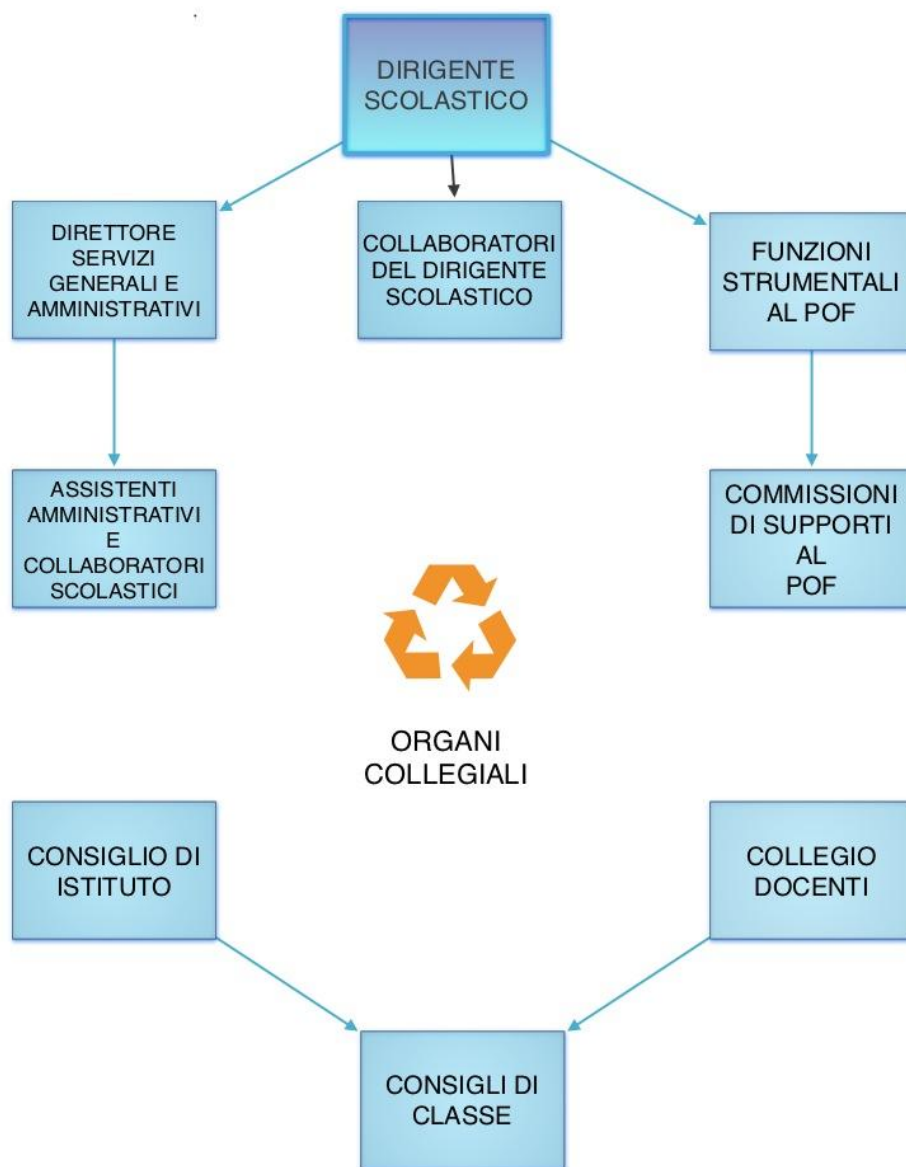 DIRIGENTE
SCOLASTICO
DIRETTORE
SERVIZI
GENERALI E
AMMINISTRATIVI
COLLABORATORI
DEL DIRIGENTE
SCOLASTICO
FUNZIONI
STRUMENTALI
AL POF
ASSISTENTI
AMMINISTRATIVI
E
COLLABORATORI
SCOLASTICI
COMMISSIONI
DI SUPPORTI
AL
POF
ORGANI
COLLEGIALI
CONSIGLIO DI
ISTITUTO
COLLEGIO
DOCENTI
CONSIGLI DI
CLASSE